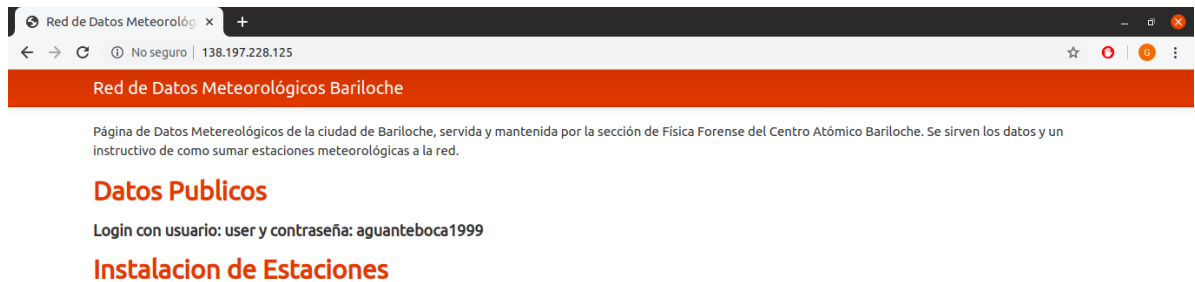 Red de Datos Meteorológ
No seguro | 138.197.228.125
G
Red de Datos Meteorológicos Bariloche
Página de Datos Metereológicos de la ciudad de Bariloche, servida y mantenida por la sección de Física Forense del Centro Atómico Bariloche. Se sirven los datos y un
instructivo de como sumar estaciones meteorológicas a la red.
Datos Publicos
Login con usuario: user y contraseña: aguanteboca1999
Instalacion de Estaciones